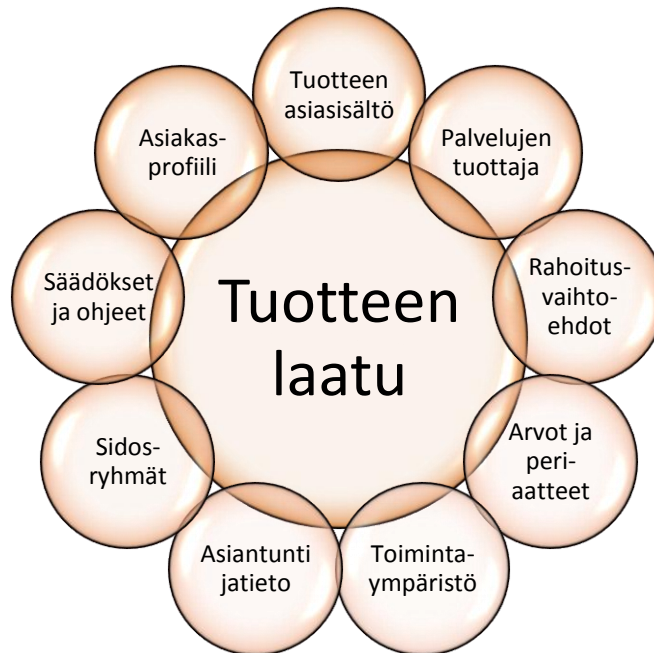 Tuotteen
asiasisältö
Palvelujen
tuottaja
Rahoitus-
vaihto-
ehdot
Arvot ja
peri-
aatteet
Toiminta-
ympäristö
Asiantunti
jatieto
Sidos-
ryhmät
Säädökset
ja ohjeet
Asiakas-
profiili
Tuotteen
laatu